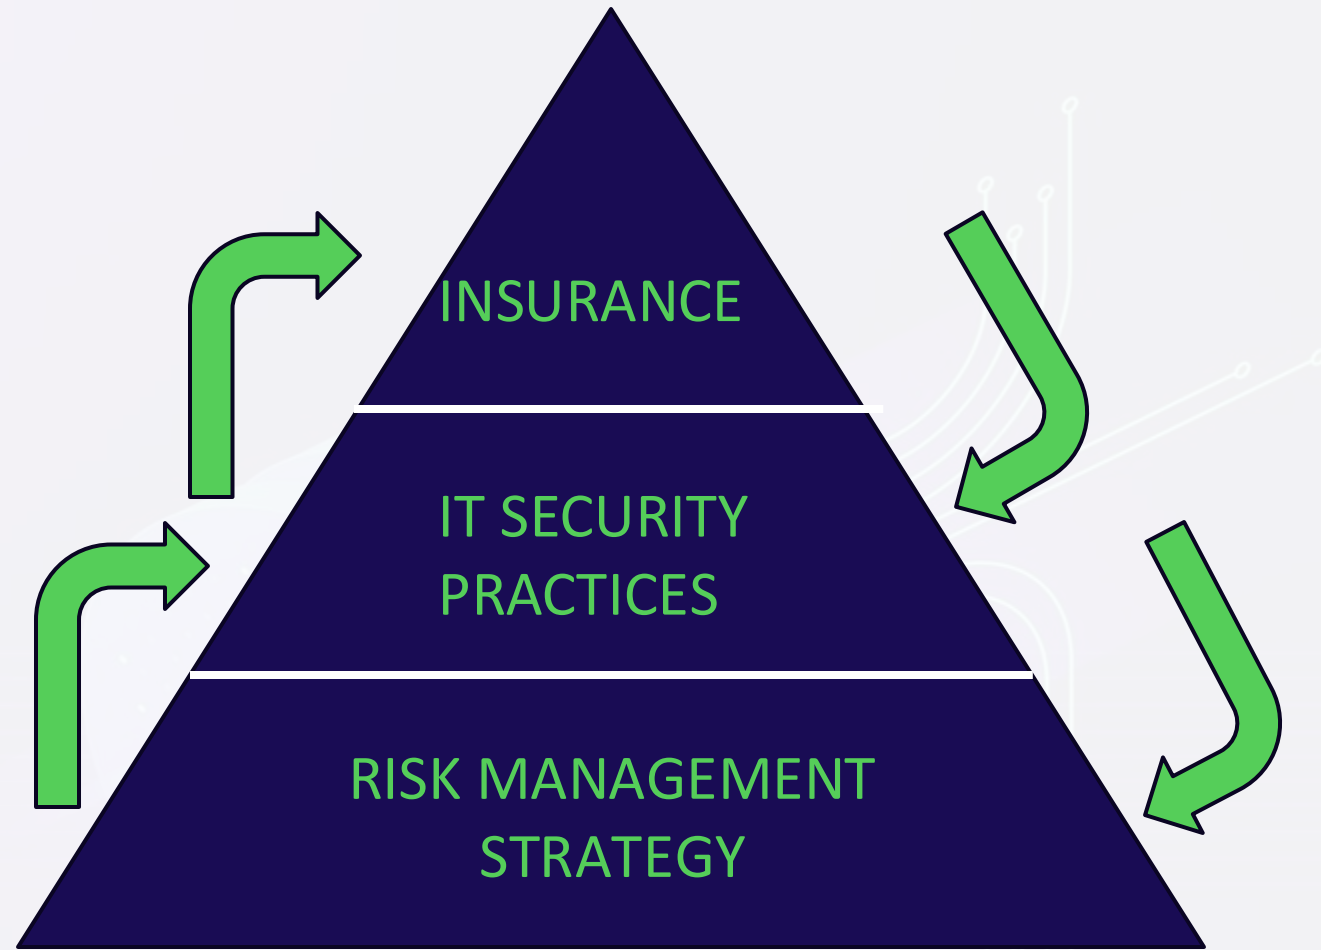 INSURANCE
IT SECURITY
PRACTICES
RISK MANAGEMENT
STRATEGY